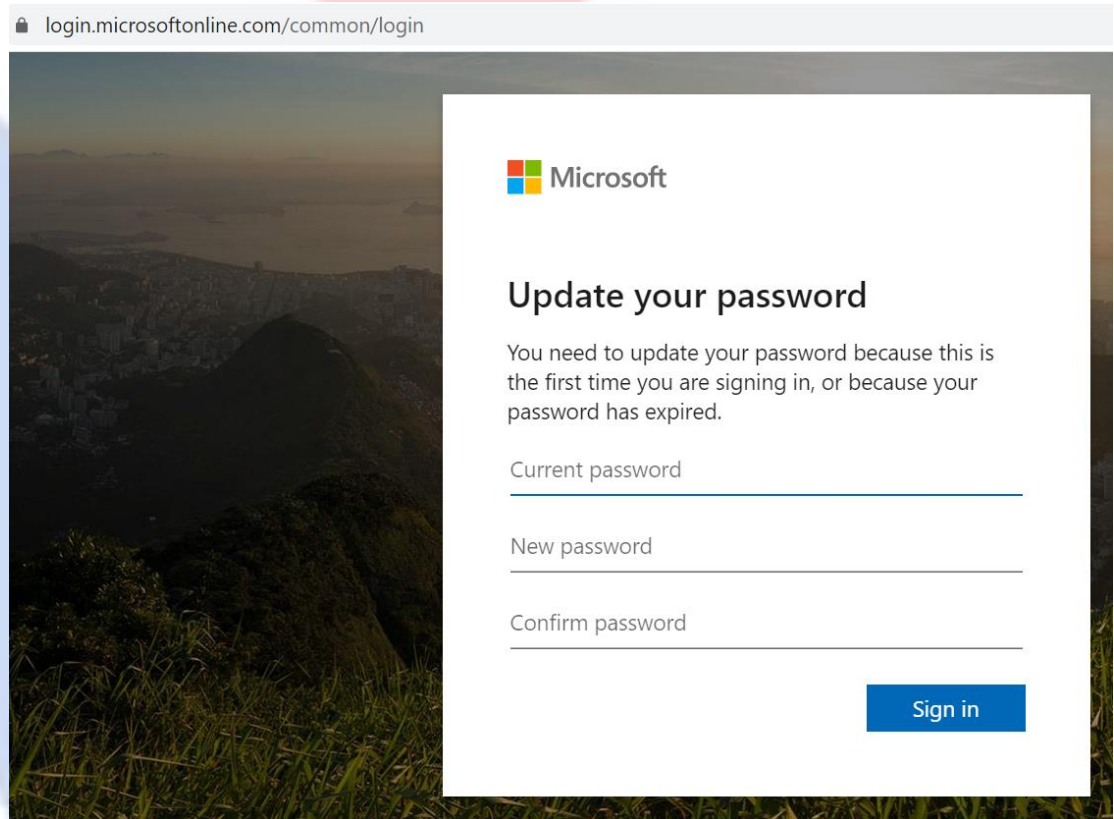 login.microsoftonline.com/common/login
Microsoft
Update your password
You need to update your password because this is
the first time you are signing in, or because your
password has expired.
Current password
New password
Confirm password
Sign in